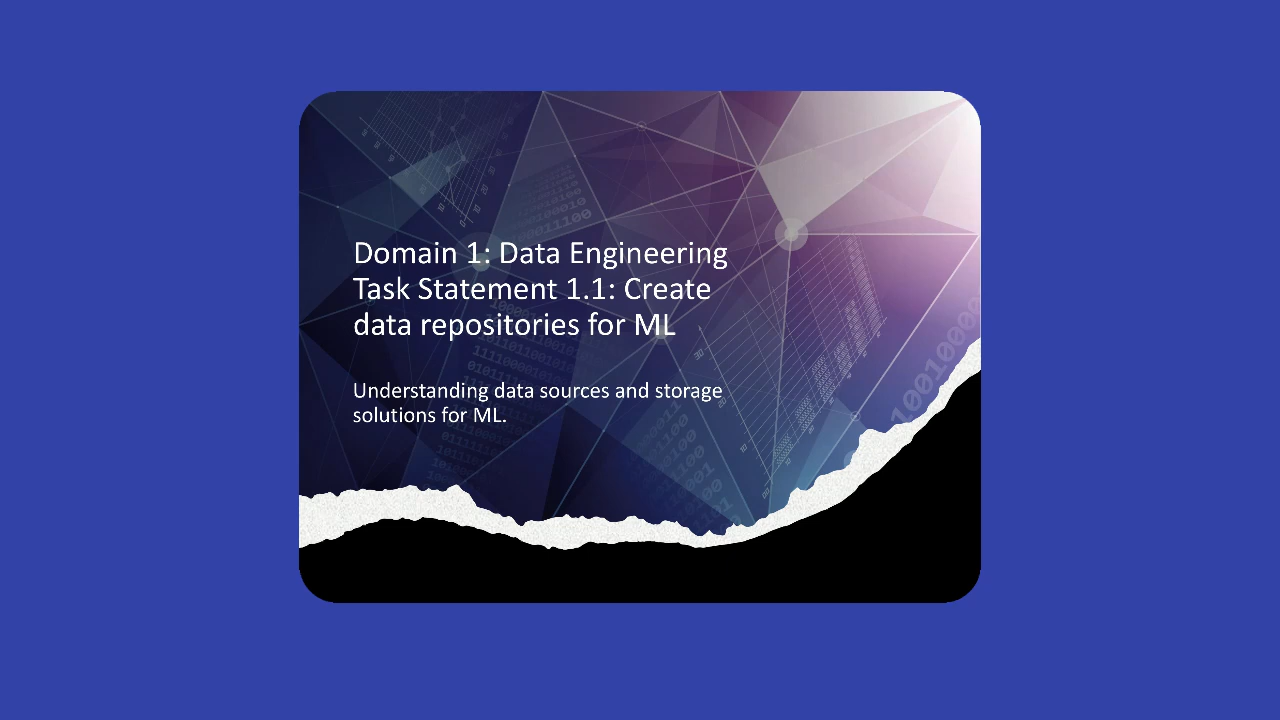 Domain 1: Data Engineering
Task Statement 1.1: Create
data repositories for ML
Understanding data sources and storage
solutions for ML.